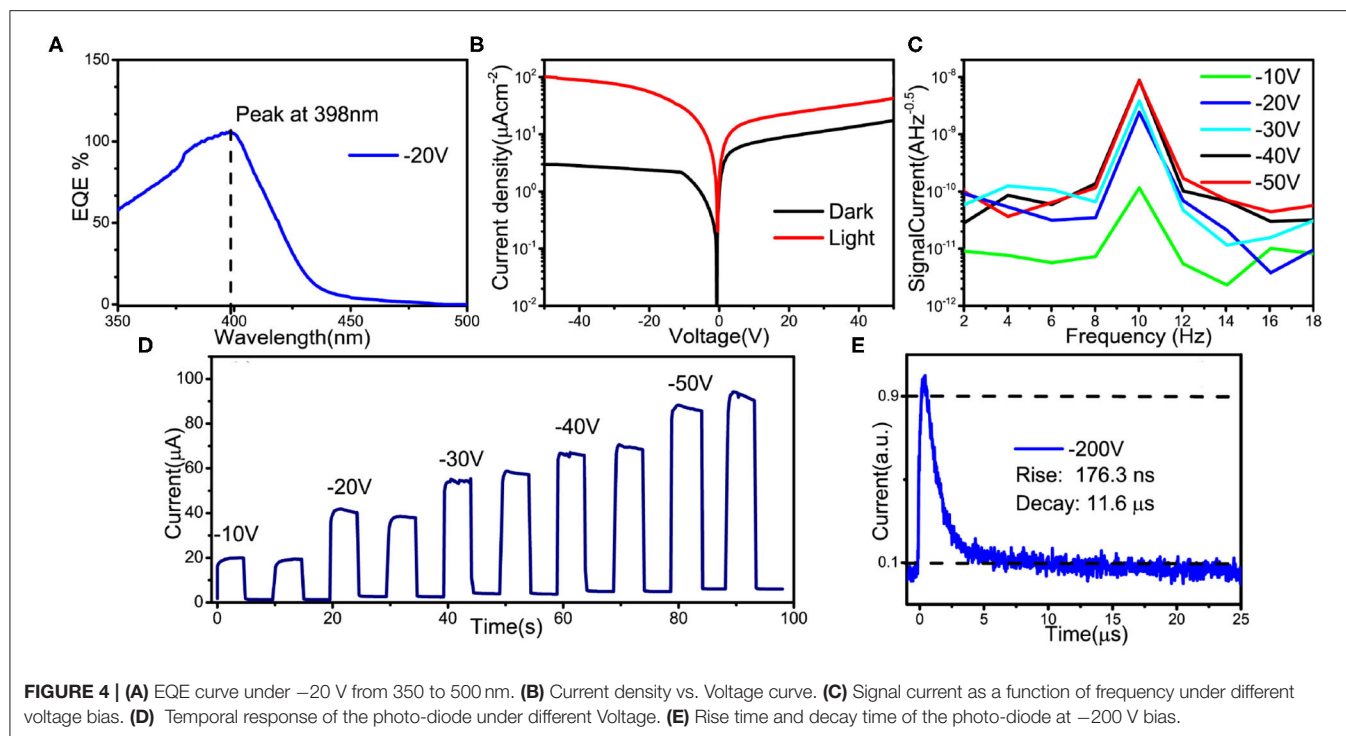 A
150
100
50
0
EQE %
Peak at 398nm
-20V
350
400
450
500
Wavelength(nm)
B
10²
10¹
10⁰
10⁻¹
10⁻²
Current density(µAcm⁻²)
Dark
Light
-40
-20
0
20
40
Voltage(V)
C
10⁻⁸
10⁻⁹
10⁻¹⁰
10⁻¹¹
10⁻¹²
SignalCurrent(AHz⁻⁰·⁵)
-10V
-20V
-30V
-40V
-50V
2
4
6
8
10
12
14
16
18
Frequency (Hz)
D
100
80
60
40
20
0
Current(µA)
-10V
-20V
-30V
-40V
-50V
0
20
40
60
80
100
Time(s)
E
0.9
0.1
Current(a.u.)
-200V
Rise: 176.3 ns
Decay: 11.6 µs
0
5
10
15
20
25
Time(µs)
FIGURE 4 | (A) EQE curve under −20 V from 350 to 500 nm. (B) Current density vs. Voltage curve. (C) Signal current as a function of frequency under different
voltage bias. (D) Temporal response of the photo-diode under different Voltage. (E) Rise time and decay time of the photo-diode at −200 V bias.